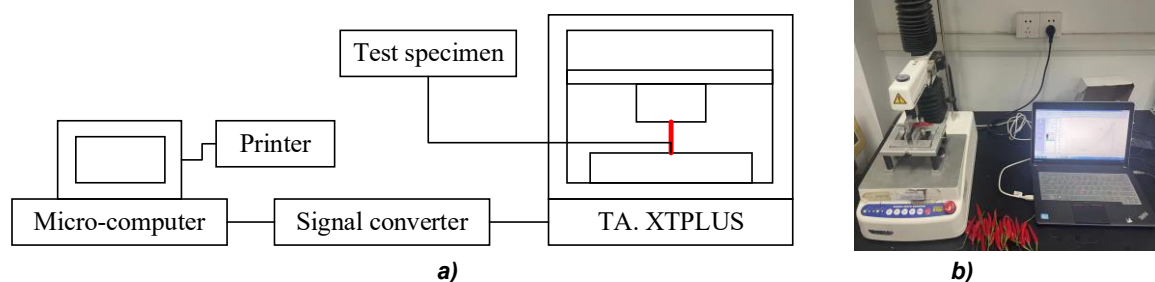 Test specimen
Printer
Micro-computer
Signal converter
TA. XTPLUS
a)
b)